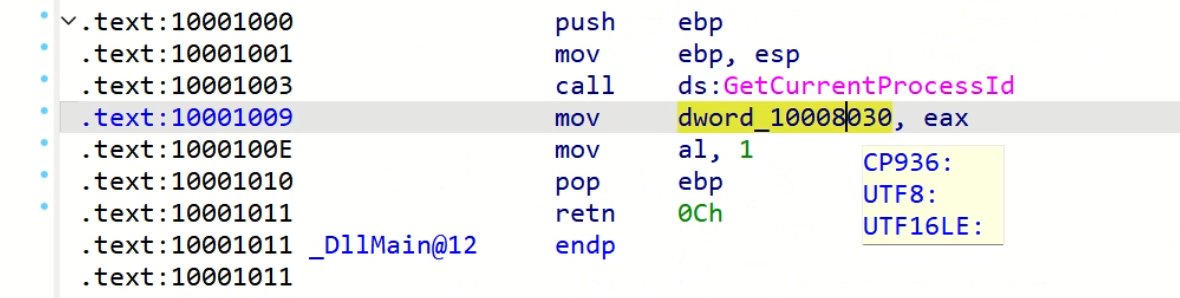 .text:10001000 push ebp
.text:10001001 mov ebp, esp
.text:10001003 call ds:GetCurrentProcessId
.text:10001009 mov dword_10008030, eax
.text:1000100E mov al, 1
.text:10001010 pop ebp
.text:10001011 retn 0Ch
.text:10001011 _DllMain@12 endp
.text:10001011
CP936:
UTF8:
UTF16LE: